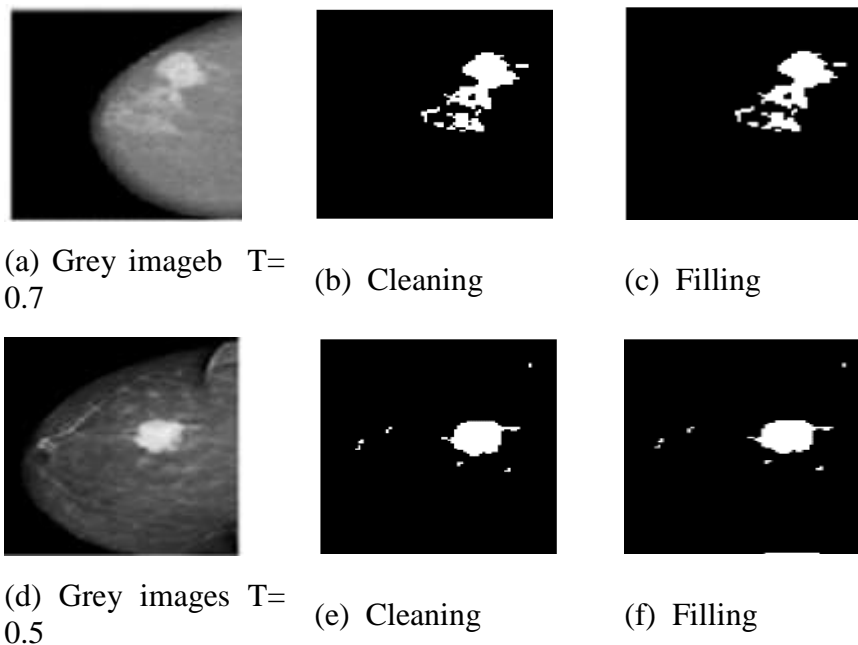 (a) Grey imageb T=
0.7
(b) Cleaning
(c) Filling
(d) Grey images T=
0.5
(e) Cleaning
(f) Filling